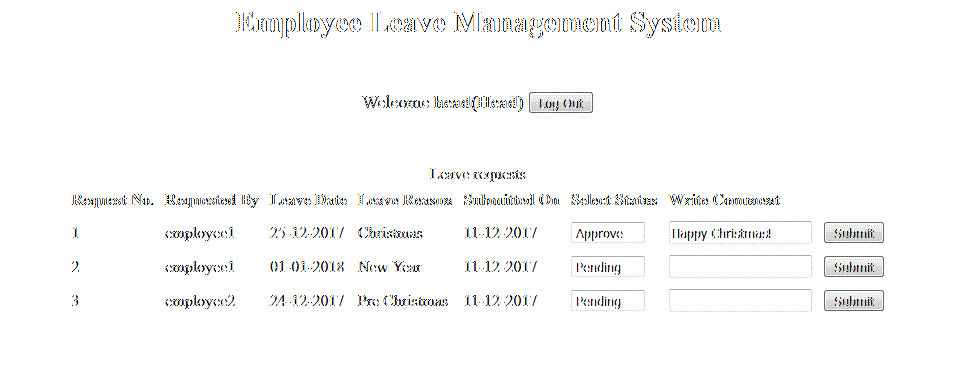 Employee Leave Management System
Welcome head(Head) Log Out
Leave requests
Request No. Requested By Leave Date Leave Reason Submitted On Select Status Write Comment
1 employee1 25-12-2017 Christmas 11-12-2017 Approve Happy Christmas! Submit
2 employee1 01-01-2018 New Year 11-12-2017 Pending Submit
3 employee2 24-12-2017 Pre Christmas 11-12-2017 Pending Submit